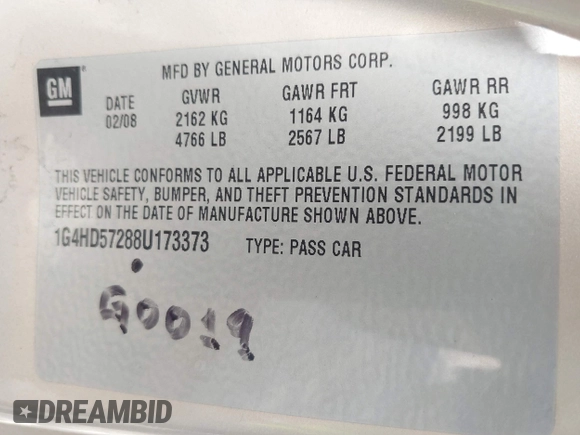 GM
MFD BY GENERAL MOTORS CORP.
DATE GVWR GAWR FRT GAWR RR
02/08 2162 KG 1164 KG 998 KG
4766 LB 2567 LB 2199 LB
THIS VEHICLE CONFORMS TO ALL APPLICABLE U.S. FEDERAL MOTOR
VEHICLE SAFETY, BUMPER, AND THEFT PREVENTION STANDARDS IN
EFFECT ON THE DATE OF MANUFACTURE SHOWN ABOVE.
1G4HD57288U173373 TYPE: PASS CAR
G0019
DREAMBID